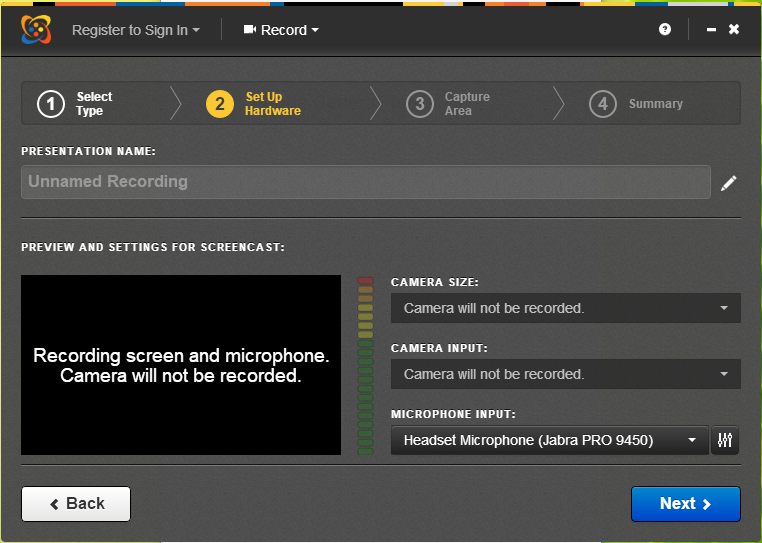 Register to Sign In
Record
1
Select
Type
2
Set Up
Hardware
3
Capture
Area
4
Summary
PRESENTATION NAME:
Unnamed Recording
PREVIEW AND SETTINGS FOR SCREENCAST:
Recording screen and microphone.
Camera will not be recorded.
CAMERA SIZE:
Camera will not be recorded.
CAMERA INPUT:
Camera will not be recorded.
MICROPHONE INPUT:
Headset Microphone (Jabra PRO 9450)
Back
Next